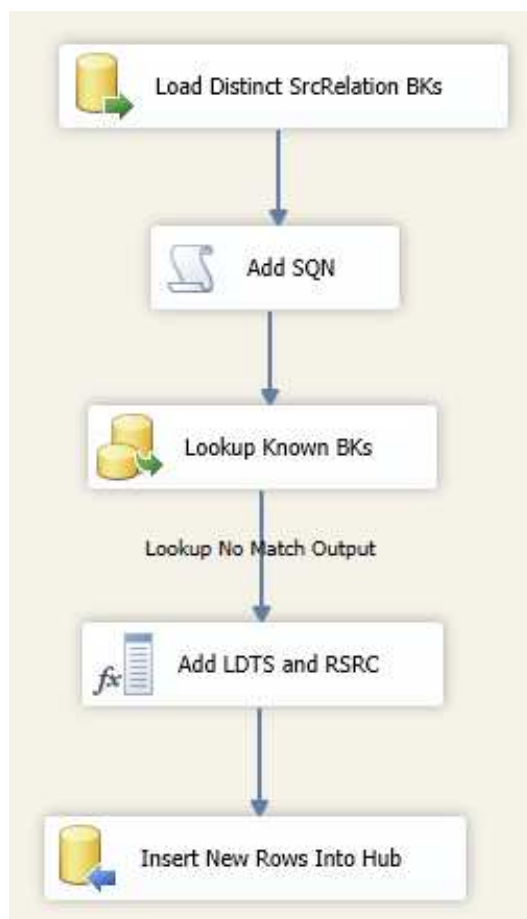 Load Distinct SrcRelation BKs
Add SQN
Lookup Known BKs
Lookup No Match Output
fx Add LDTS and RSRC
Insert New Rows Into Hub